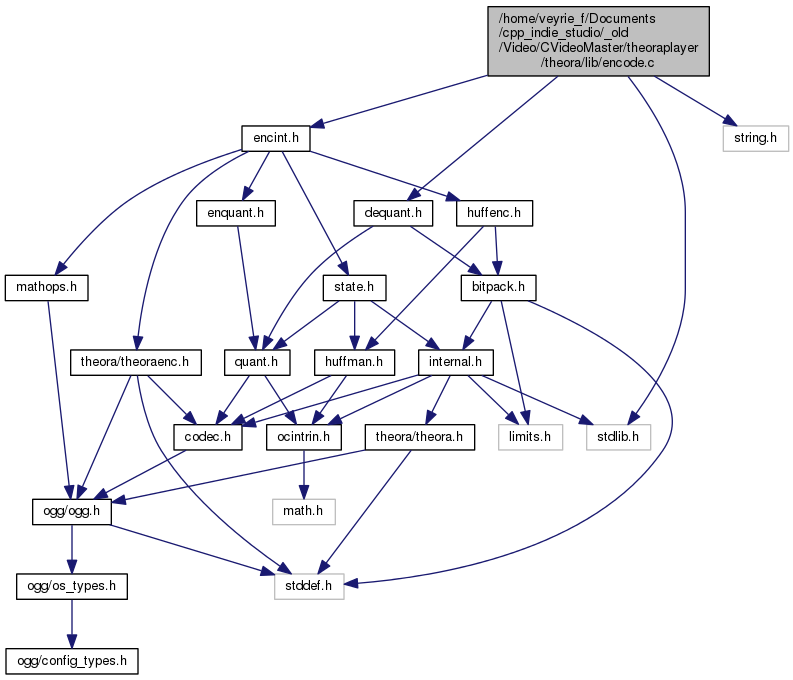 /home/veyrie_f/Documents
/cpp_indie_studio/_old
/Video/CVideoMaster/theoraplayer
/theora/lib/encode.c
encint.h
string.h
enquant.h
dequant.h
huffenc.h
mathops.h
state.h
bitpack.h
theora/theoraenc.h
quant.h
huffman.h
internal.h
codec.h
ocintrin.h
theora/theora.h
limits.h
stdlib.h
ogg/ogg.h
math.h
ogg/os_types.h
stddef.h
ogg/config_types.h